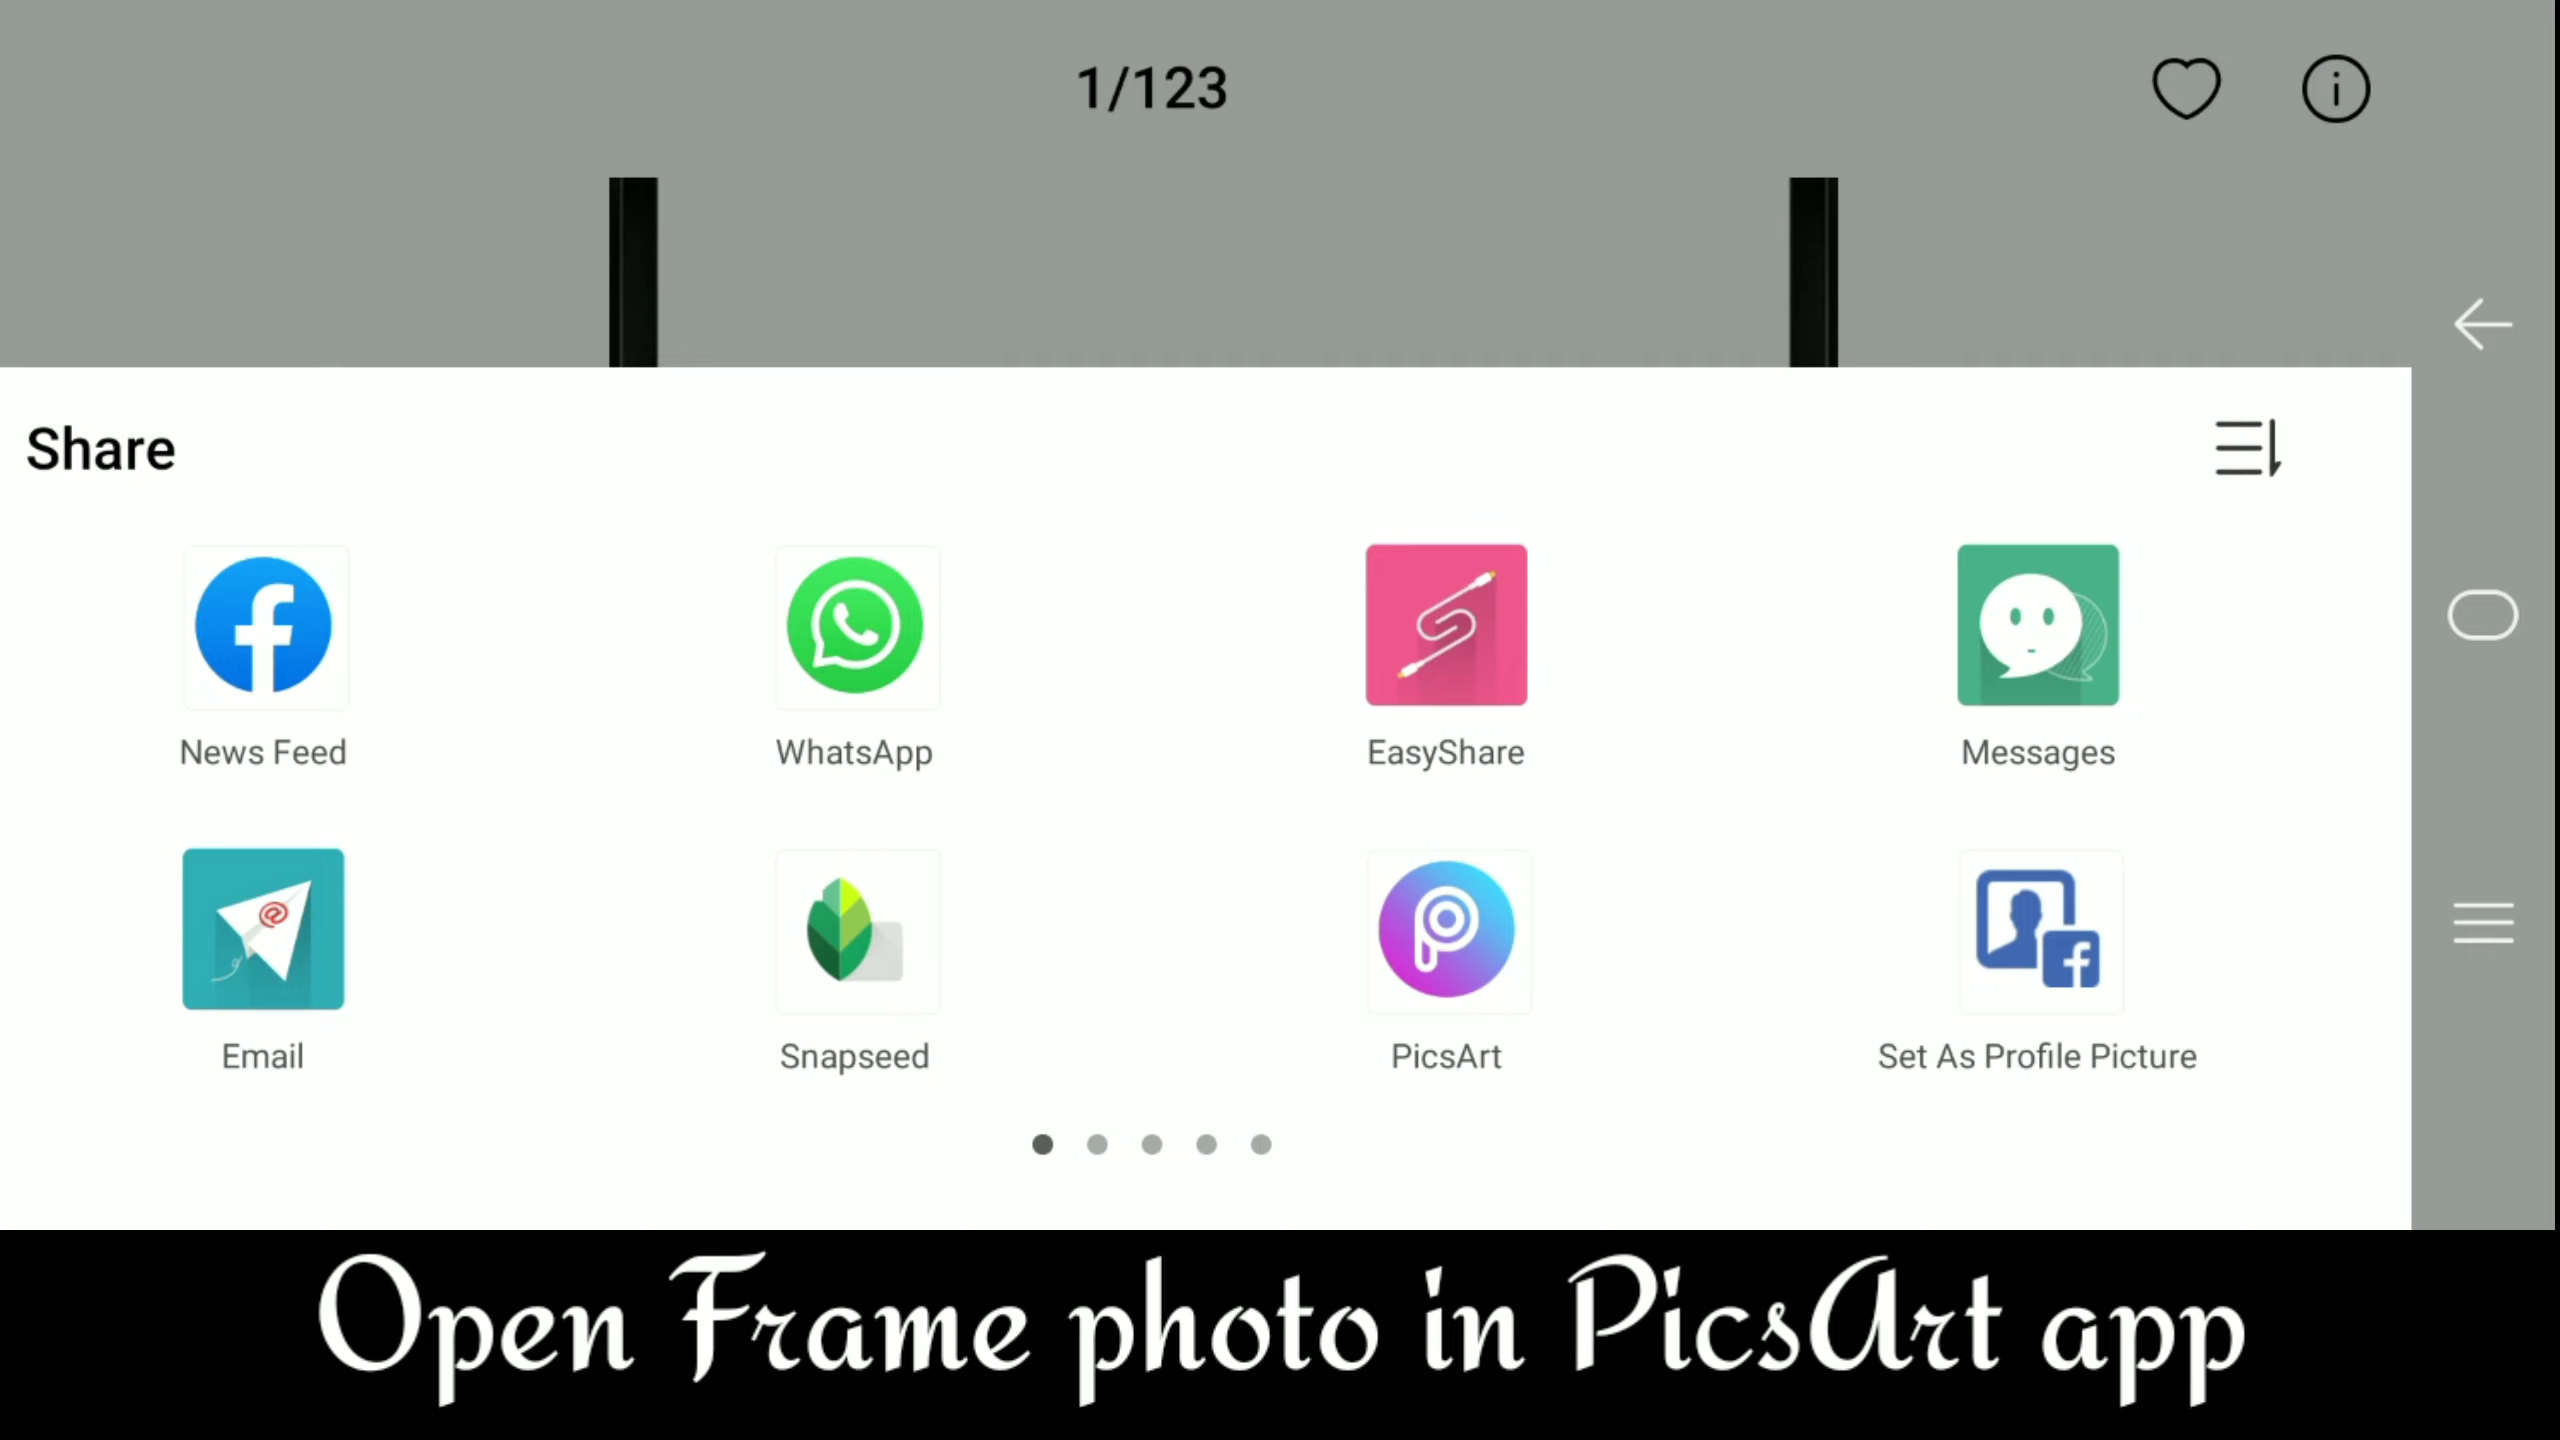 1/123
Share
News Feed
WhatsApp
EasyShare
Messages
Email
Snapseed
PicsArt
Set As Profile Picture
Open Frame photo in PicsArt app